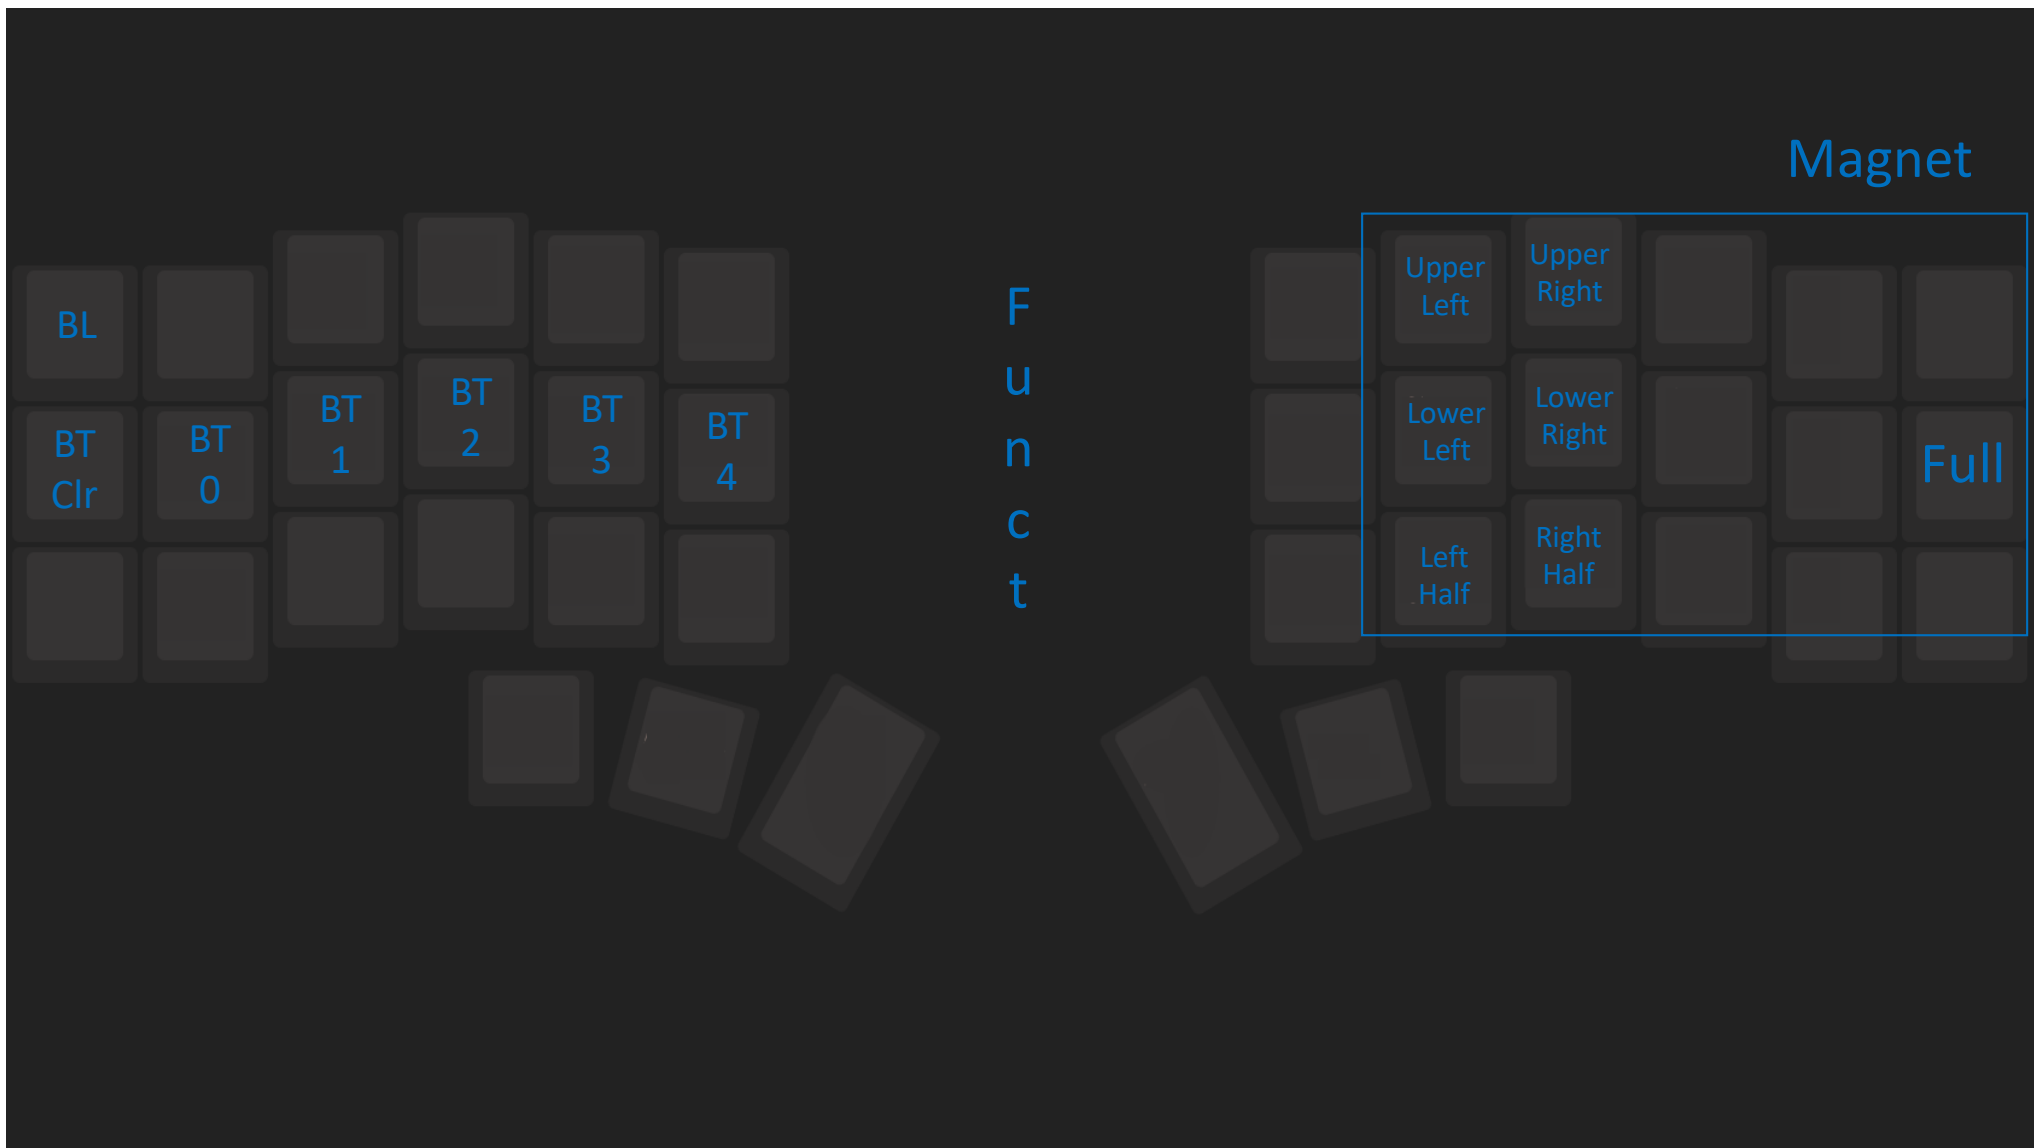 Magnet
BL
BT
Clr
BT
0
BT
1
BT
2
BT
3
BT
4
F
u
n
c
t
Upper
Left
Upper
Right
Lower
Left
Lower
Right
Full
Left
Half
Right
Half